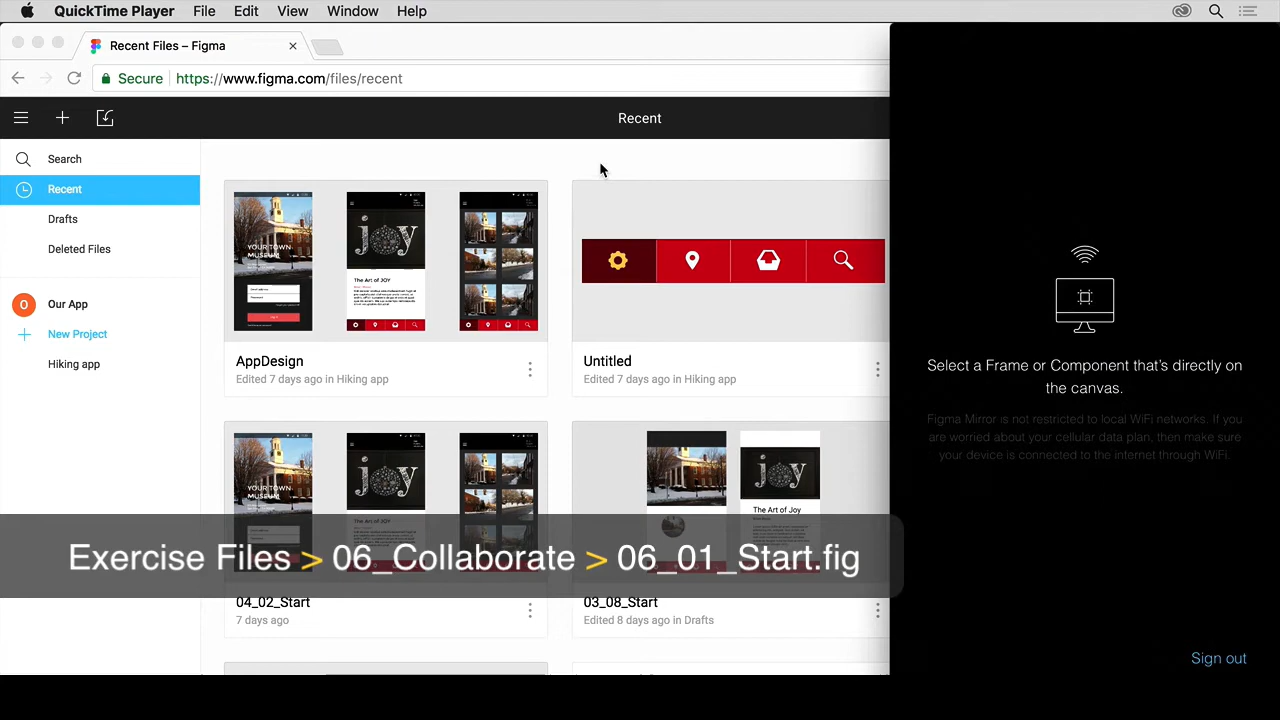 QuickTime Player File Edit View Window Help
Recent Files – Figma
Secure https://www.figma.com/files/recent
Recent
Search
Recent
Drafts
Deleted Files
O Our App
New Project
Hiking app
YOUR TOWN
MUSEUM
joy
The Art of JOY
AppDesign
Edited 7 days ago in Hiking app
Untitled
Edited 7 days ago in Hiking app
YOUR TOWN
MUSEUM
joy
joy
The Art of Joy
04_02_Start
7 days ago
03_08_Start
Edited 8 days ago in Drafts
Exercise Files > 06_Collaborate > 06_01_Start.fig
Select a Frame or Component that's directly on
the canvas.
Figma Mirror is not restricted to local WiFi networks. If you
are worried about your cellular data plan, then make sure
your device is connected to the internet through WiFi.
Sign out